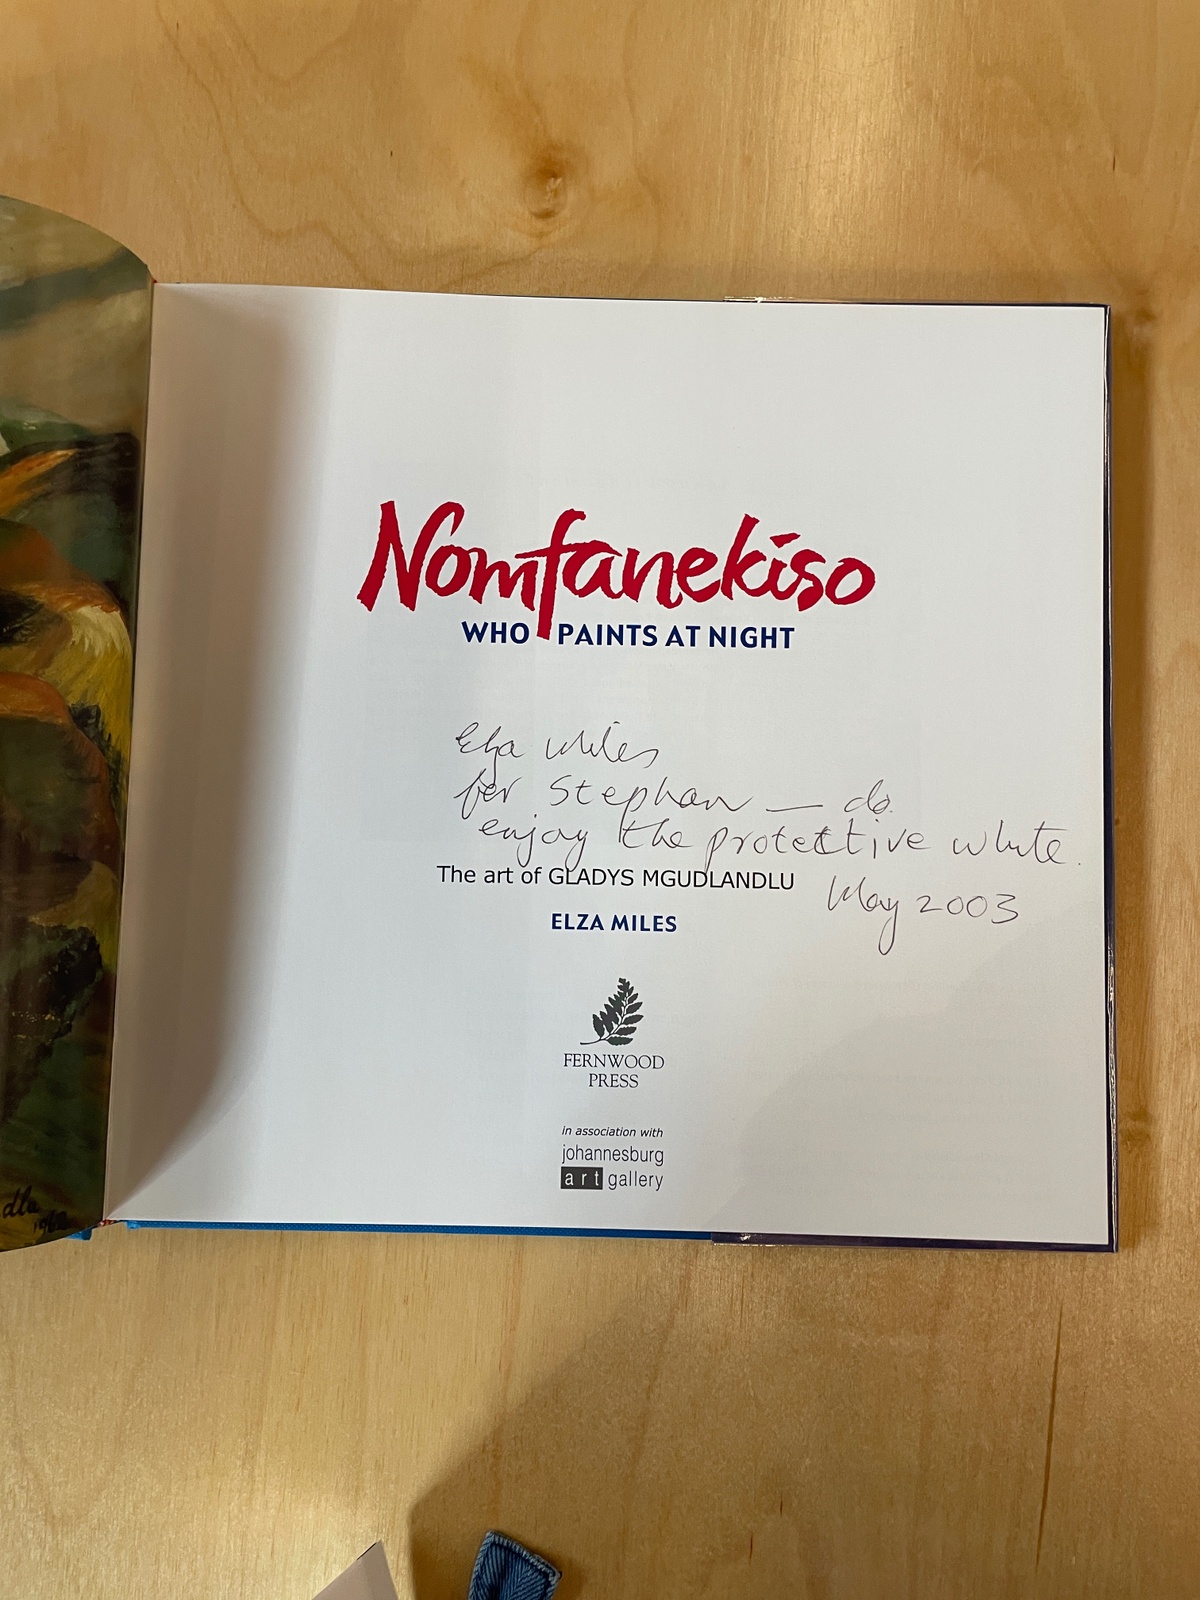 Nomfanekiso
WHO PAINTS AT NIGHT
Elza Miles
for Stephan — do
enjoy the protective white.
The art of GLADYS MGUDLANDLU
May 2003
ELZA MILES
FERNWOOD
PRESS
in association with
johannesburg
art gallery
dlu